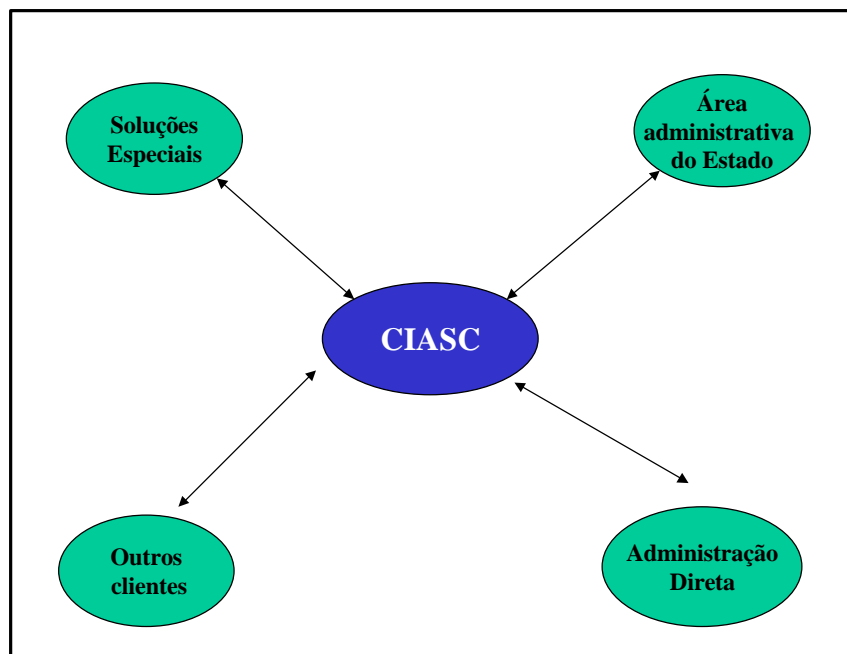 Soluções
Especiais
Área
administrativa
do Estado
CIASC
Outros
clientes
Administração
Direta